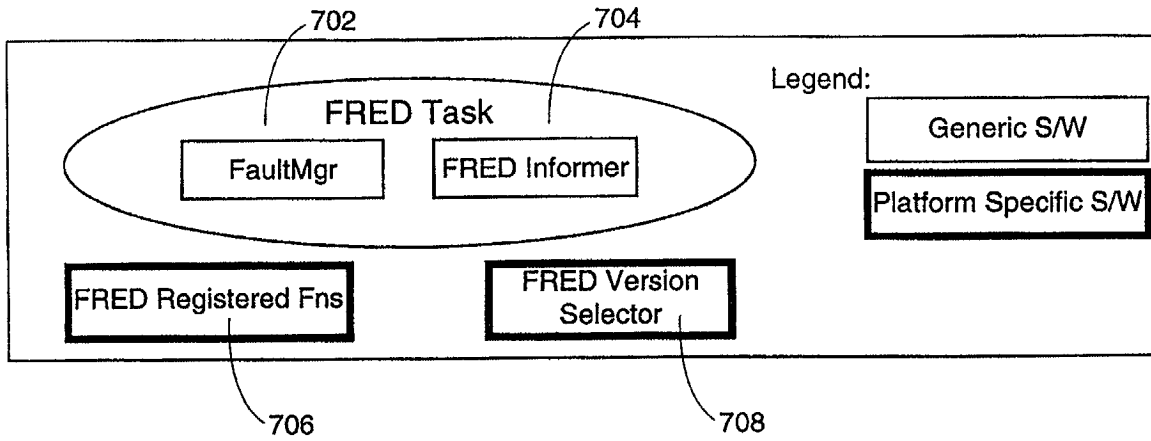 702
704
Legend:
FRED Task
Generic S/W
FaultMgr
FRED Informer
Platform Specific S/W
FRED Registered Fns
FRED Version
Selector
706
708